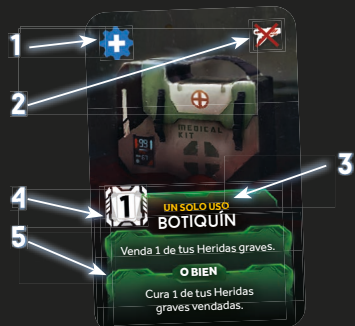 1
2
99
MEDICAL
KIT
3
4
1
UN SOLO USO
BOTIQUÍN
5
Venda 1 de tus Heridas graves.
O BIEN
Cura 1 de tus Heridas
graves vendadas.